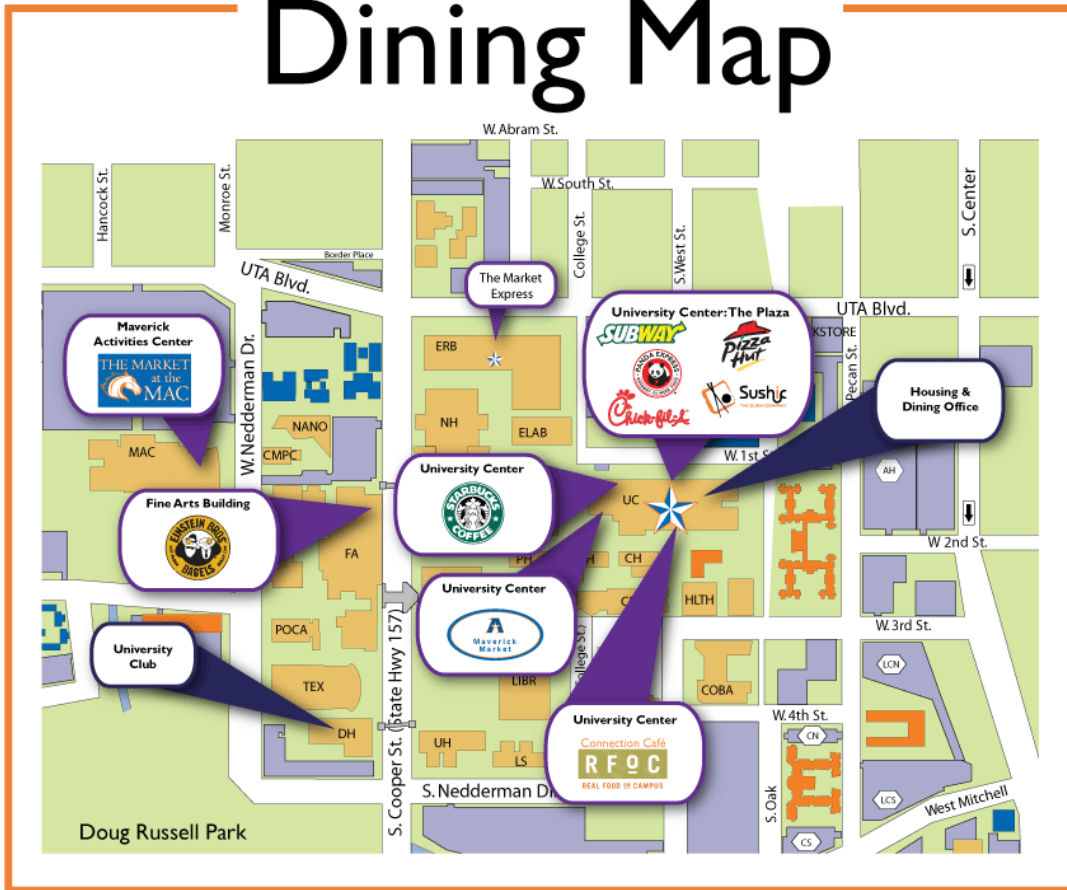 Dining Map
W. Abram St.
W. South St.
Hancock St.
Monroe St.
College St.
S. West St.
S. Center
Border Place
UTA Blvd.
The Market
Express
University Center: The Plaza
SUBWAY
Pizza
Hut
PANDA EXPRESS
Chick-fil-A
Sushic
UTA Blvd.
KSTORE
Pecan St.
Maverick
Activities Center
THE MARKET
at the
MAC
W. Nedderman Dr.
ERB
NH
ELAB
NANO
CMPC
MAC
Housing &
Dining Office
W. 1st S
AH
University Center
STARBUCKS
COFFEE
UC
Fine Arts Building
EINSTEIN BROS
BAGELS
FA
W 2nd St.
PH
H
CH
C
HLTH
University Center
Maverick
Market
POCA
W. 3rd St.
University
Club
S. Cooper St. (State Hwy 157)
ollege St.)
LCN
TEX
LIBR
COBA
DH
W. 4th St.
CN
University Center
Connection Café
RFoC
REAL FOOD ON CAMPUS
UH
LS
S. Nedderman D
S. Oak
LCS
West Mitchell
CS
Doug Russell Park